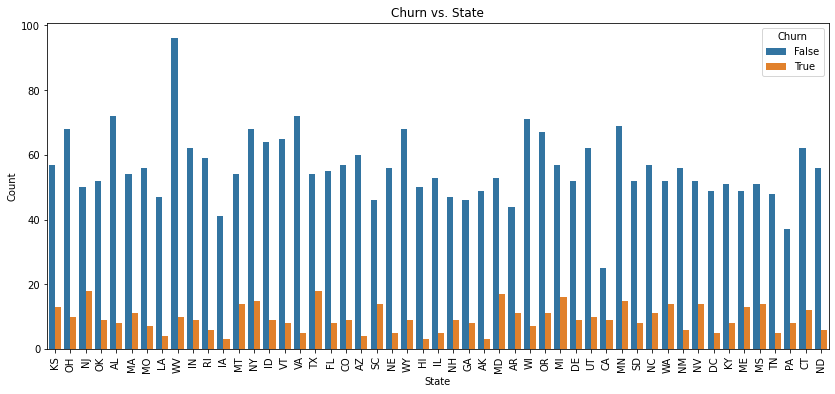 Churn vs. State
Churn
False
True
Count
100
80
60
40
20
0
KS OH NJ OK AL MA MO LA WV IN RI IA MT NY ID VT VA TX FL CO AZ SC NE WY HI IL NH GA AK MD AR WI OR MI DE UT CA MN SD NC WA NM NV DC KY ME MS TN PA CT ND
State